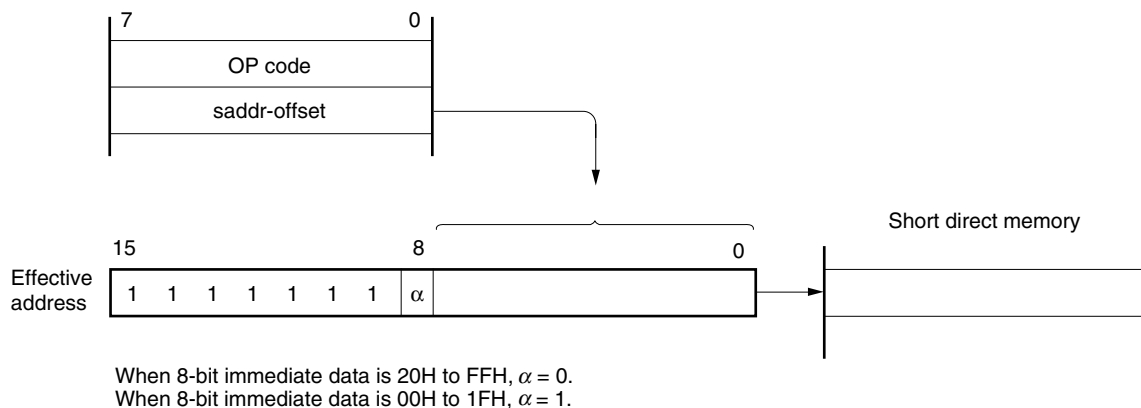 7 0
OP code
saddr-offset
Short direct memory
15 8 0
Effective
address
1 1 1 1 1 1 1 α
When 8-bit immediate data is 20H to FFH, α = 0.
When 8-bit immediate data is 00H to 1FH, α = 1.